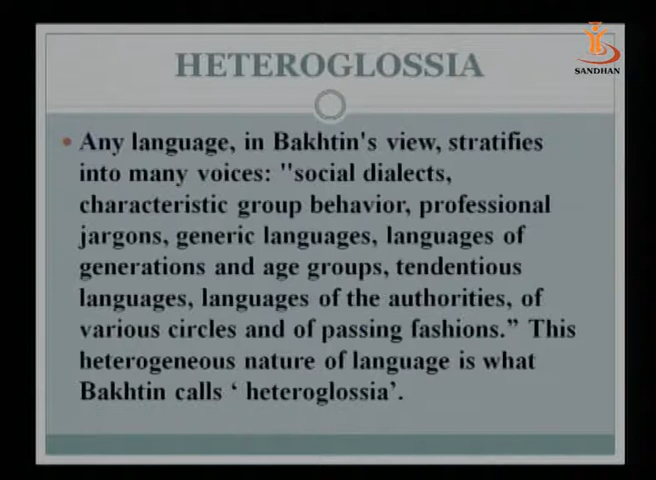 HETEROGLOSSIA
SANDHAN
• Any language, in Bakhtin's view, stratifies
into many voices: "social dialects,
characteristic group behavior, professional
jargons, generic languages, languages of
generations and age groups, tendentious
languages, languages of the authorities, of
various circles and of passing fashions.” This
heterogeneous nature of language is what
Bakhtin calls ‘ heteroglossia’.